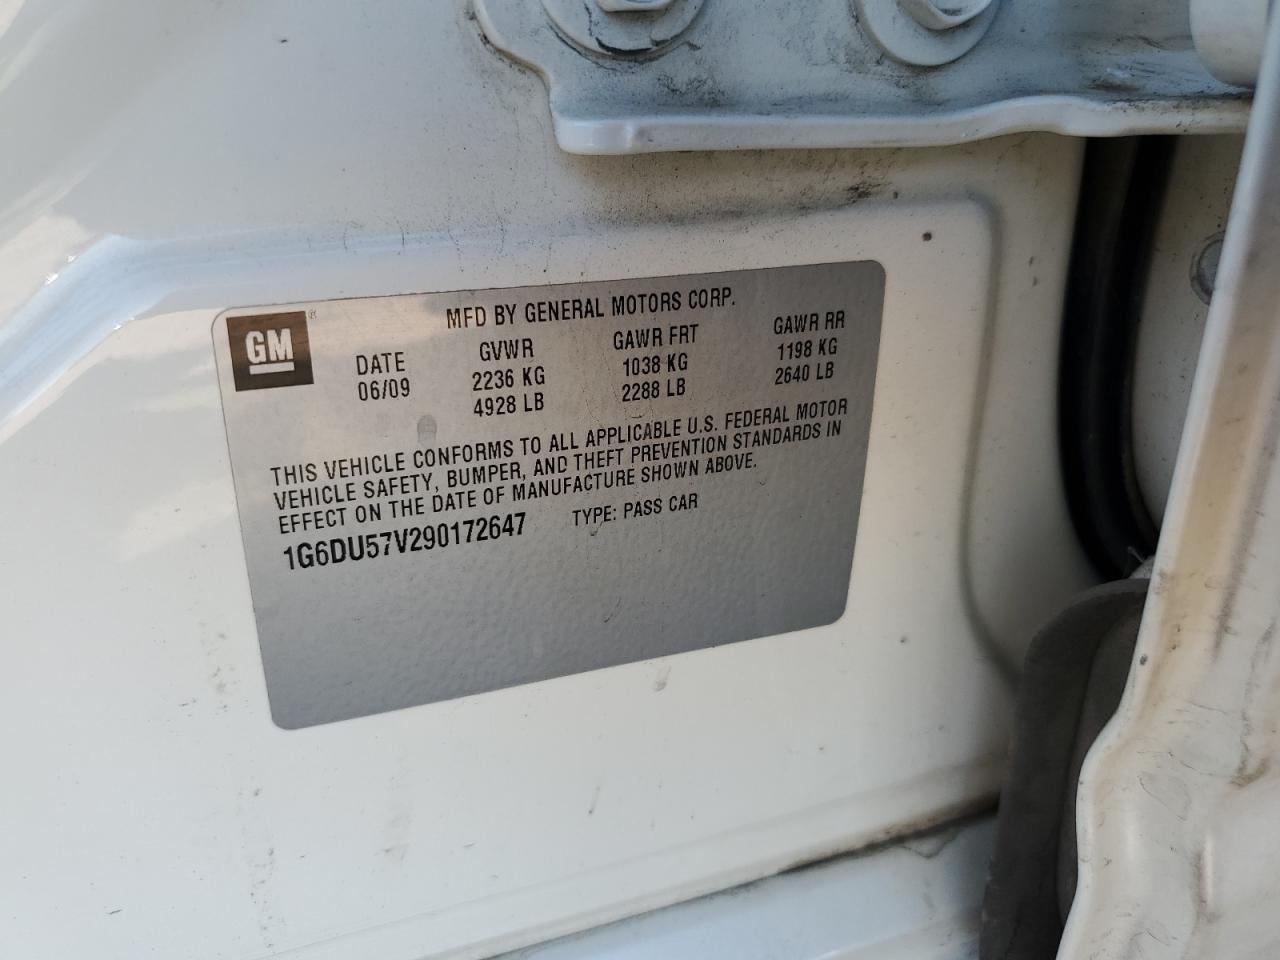 GM®
MFD BY GENERAL MOTORS CORP.
DATE GVWR GAWR FRT GAWR RR
06/09 2236 KG 1038 KG 1198 KG
4928 LB 2288 LB 2640 LB
THIS VEHICLE CONFORMS TO ALL APPLICABLE U.S. FEDERAL MOTOR
VEHICLE SAFETY, BUMPER, AND THEFT PREVENTION STANDARDS IN
EFFECT ON THE DATE OF MANUFACTURE SHOWN ABOVE.
1G6DU57V290172647 TYPE: PASS CAR